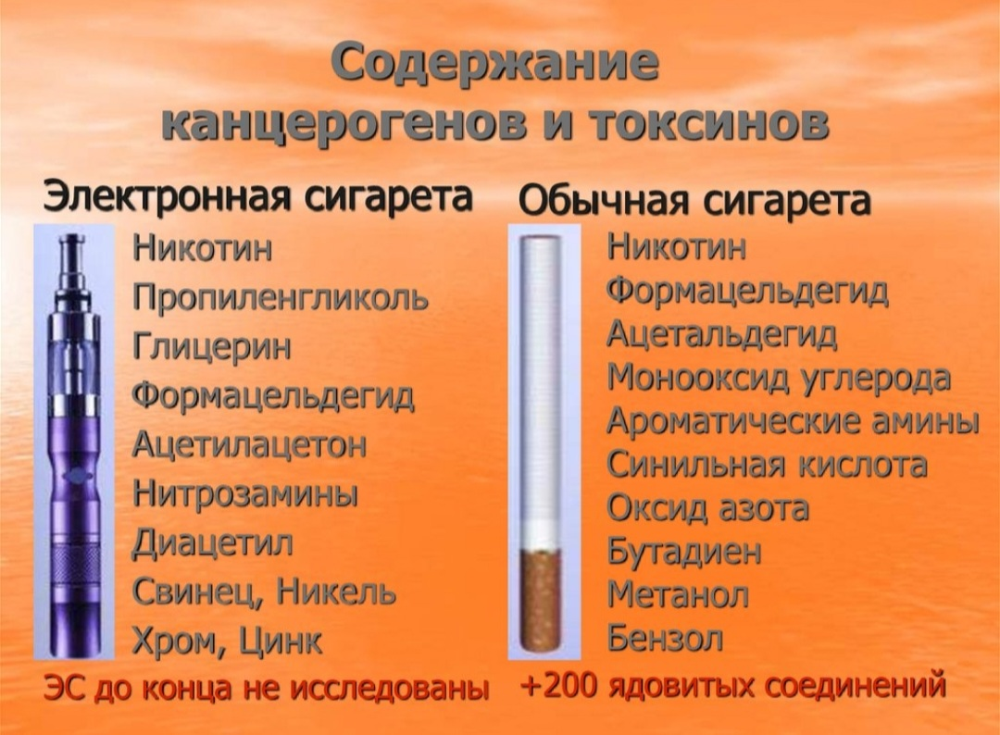 Содержание
канцерогенов и токсинов
Электронная сигарета
Никотин
Пропиленгликоль
Глицерин
Формацельдегид
Ацетилацетон
Нитрозамины
Диацетил
Свинец, Никель
Хром, Цинк
ЭС до конца не исследованы
Обычная сигарета
Никотин
Формацельдегид
Ацетальдегид
Монооксид углерода
Ароматические амины
Синильная кислота
Оксид азота
Бутадиен
Метанол
Бензол
+200 ядовитых соединений